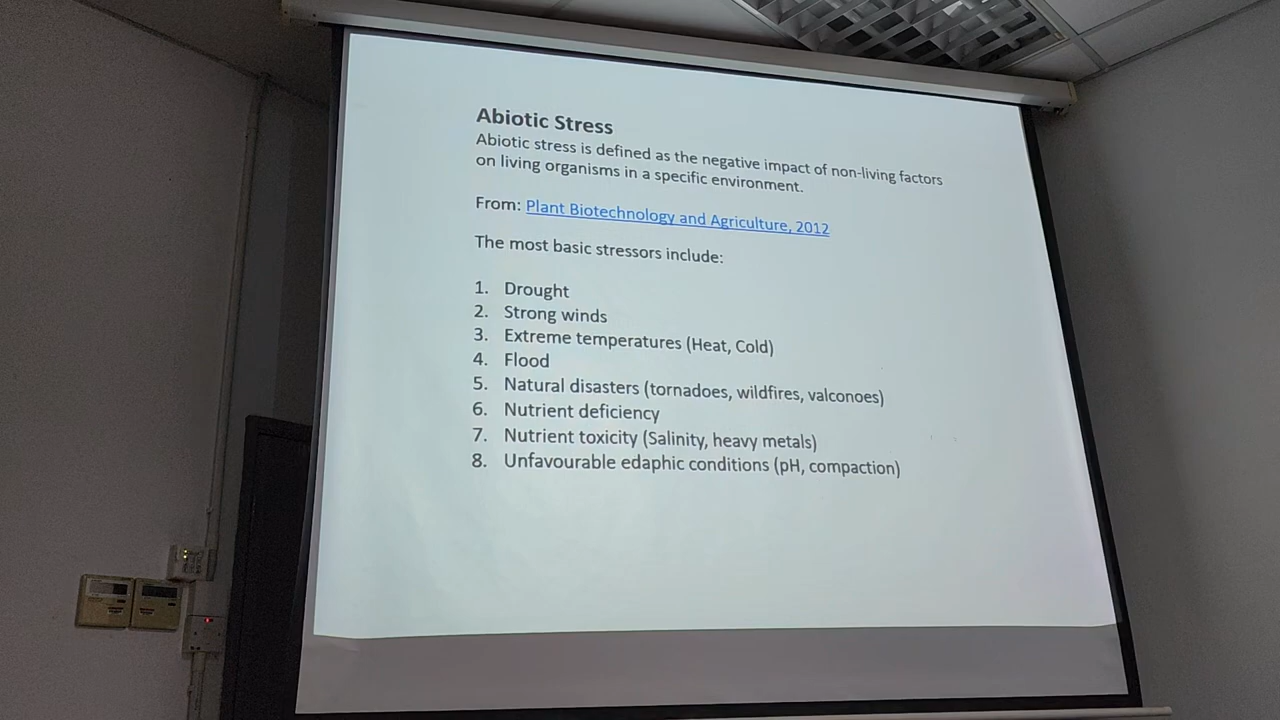 Abiotic Stress
Abiotic stress is defined as the negative impact of non-living factors
on living organisms in a specific environment.
From: Plant Biotechnology and Agriculture, 2012
The most basic stressors include:
1. Drought
2. Strong winds
3. Extreme temperatures (Heat, Cold)
4. Flood
5. Natural disasters (tornadoes, wildfires, valconoes)
6. Nutrient deficiency
7. Nutrient toxicity (Salinity, heavy metals)
8. Unfavourable edaphic conditions (pH, compaction)